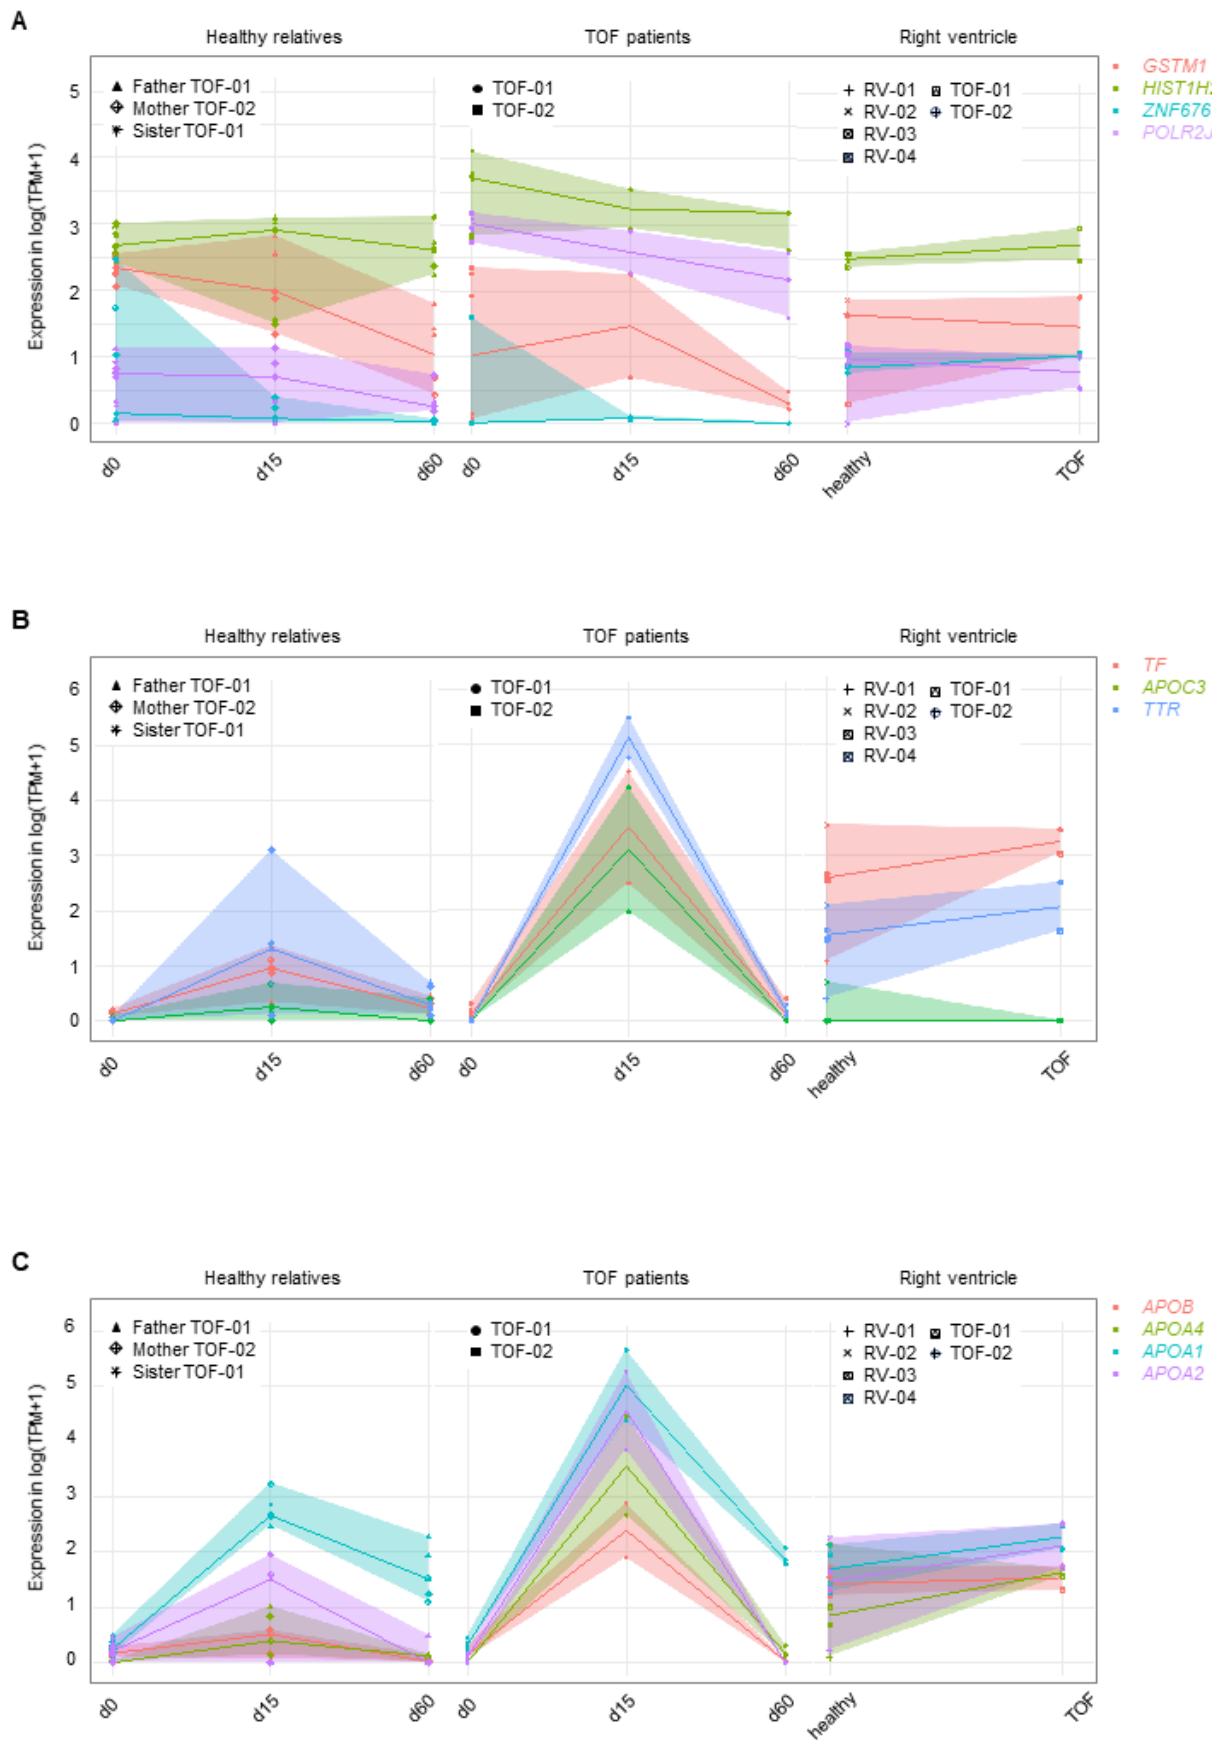 A
Healthy relatives TOF patients Right ventricle
Father TOF-01
Mother TOF-02
Sister TOF-01
TOF-01
TOF-02
RV-01 TOF-01
RV-02 TOF-02
RV-03
RV-04
GSTM1
HIST1H
ZNF676
POLR2J
Expression in log(TPM+1)
5
4
3
2
1
0
d0 d15 d60 d0 d15 d60 healthy TOF
B
Healthy relatives TOF patients Right ventricle
Father TOF-01
Mother TOF-02
Sister TOF-01
TOF-01
TOF-02
RV-01 TOF-01
RV-02 TOF-02
RV-03
RV-04
TF
APOC3
TTR
Expression in log(TPM+1)
6
5
4
3
2
1
0
d0 d15 d60 d0 d15 d60 healthy TOF
C
Healthy relatives TOF patients Right ventricle
Father TOF-01
Mother TOF-02
Sister TOF-01
TOF-01
TOF-02
RV-01 TOF-01
RV-02 TOF-02
RV-03
RV-04
APOB
APOA4
APOA1
APOA2
Expression in log(TPM+1)
6
5
4
3
2
1
0
d0 d15 d60 d0 d15 d60 healthy TOF